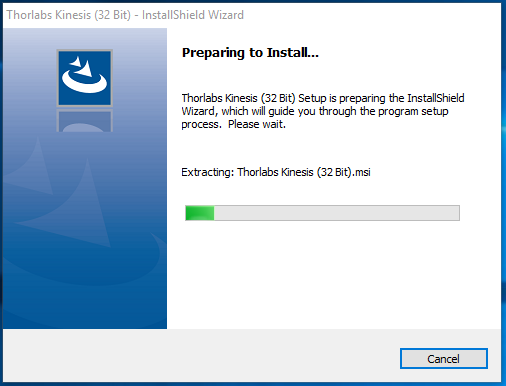 Thorlabs Kinesis (32 Bit) - InstallShield Wizard
Preparing to Install...
Thorlabs Kinesis (32 Bit) Setup is preparing the InstallShield
Wizard, which will guide you through the program setup
process.  Please wait.
Extracting: Thorlabs Kinesis (32 Bit).msi
Cancel